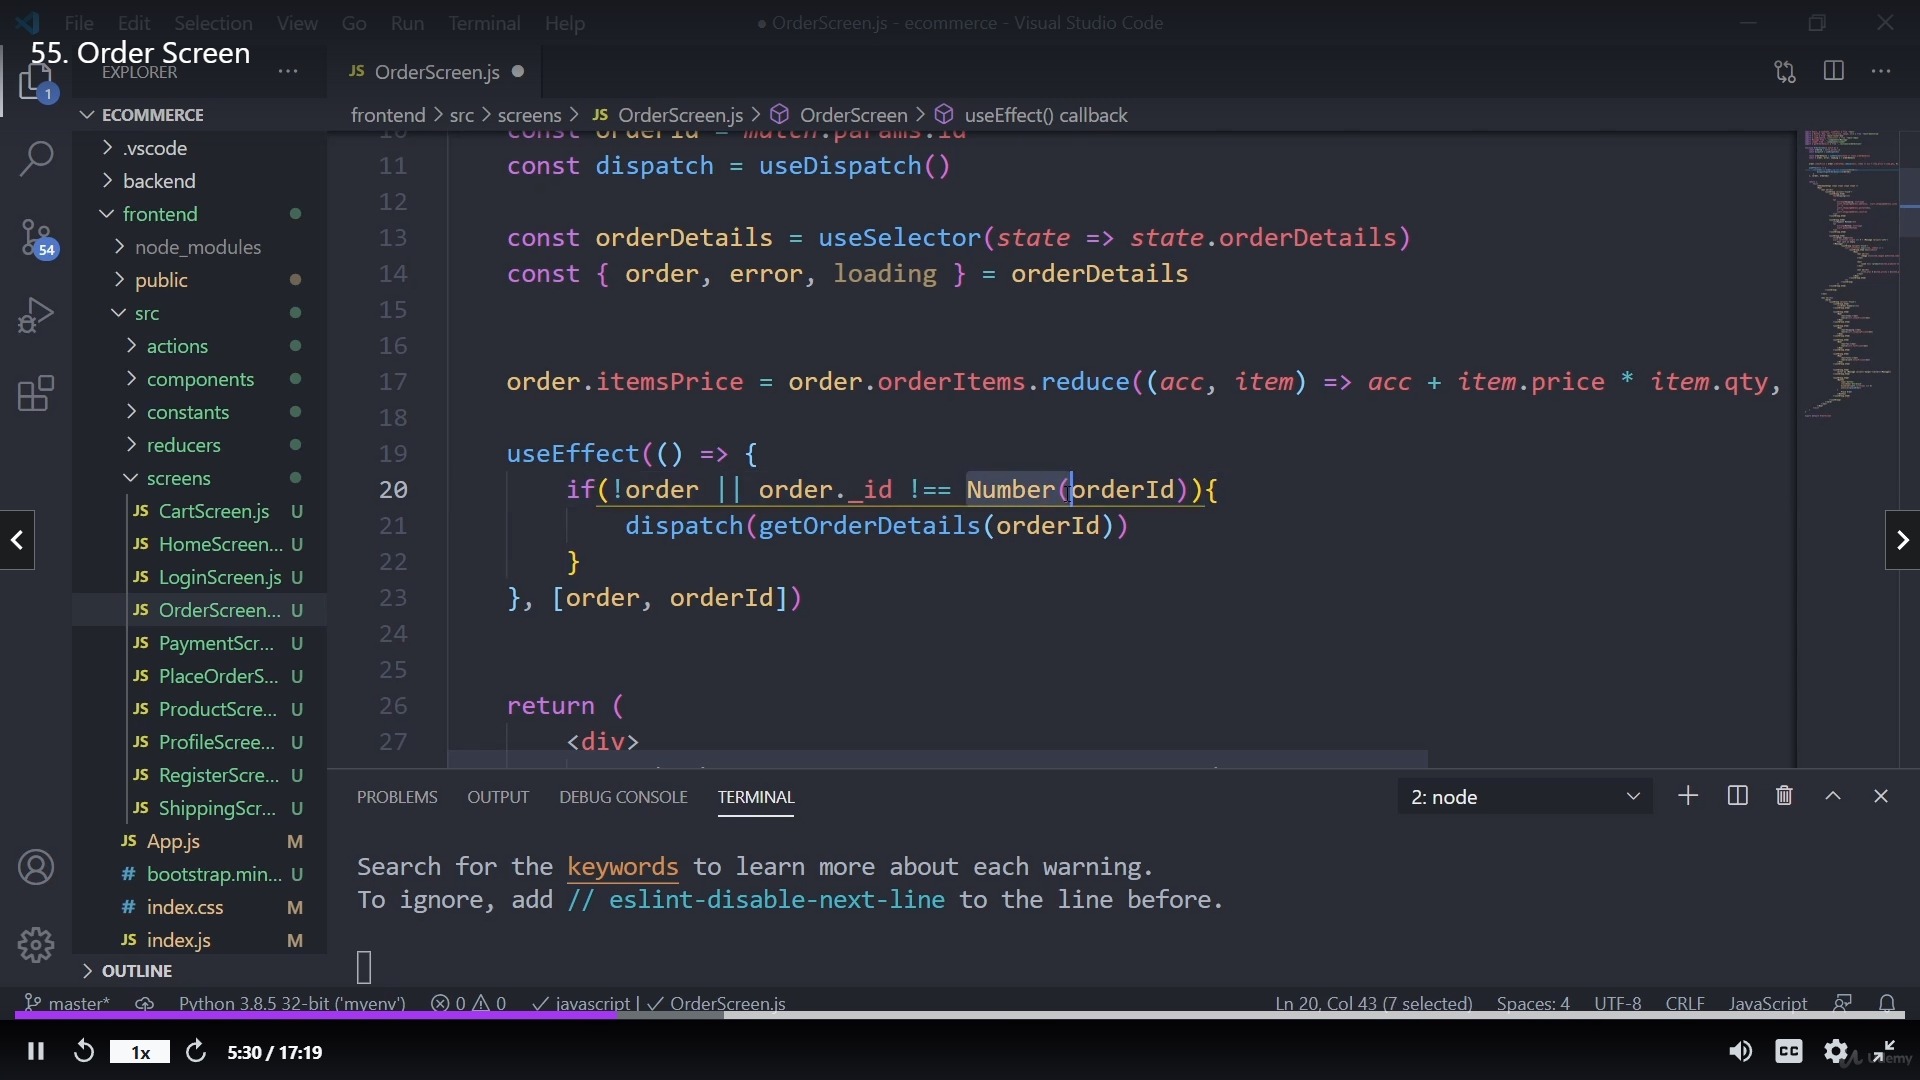 File Edit Selection View Go Run Terminal Help
● OrderScreen.js - ecommerce - Visual Studio Code
55. Order Screen
EXPLORER
JS OrderScreen.js
1
54
ECOMMERCE
.vscode
backend
frontend
node_modules
public
src
actions
components
constants
reducers
screens
JS CartScreen.js U
JS HomeScreen... U
JS LoginScreen.js U
JS OrderScreen... U
JS PaymentScr... U
JS PlaceOrderS... U
JS ProductScre... U
JS ProfileScree... U
JS RegisterScre... U
JS ShippingScr... U
JS App.js M
# bootstrap.min... U
# index.css M
JS index.js M
OUTLINE
frontend > src > screens > JS OrderScreen.js > OrderScreen > useEffect() callback
10 const orderId = match.params.id
11 const dispatch = useDispatch()
12
13 const orderDetails = useSelector(state => state.orderDetails)
14 const { order, error, loading } = orderDetails
15
16
17 order.itemsPrice = order.orderItems.reduce((acc, item) => acc + item.price * item.qty,
18
19 useEffect(() => {
20 if(!order || order._id !== Number(orderId)){
21 dispatch(getOrderDetails(orderId))
22 }
23 }, [order, orderId])
24
25
26 return (
27 <div>
PROBLEMS OUTPUT DEBUG CONSOLE TERMINAL
2: node
Search for the keywords to learn more about each warning.
To ignore, add // eslint-disable-next-line to the line before.
master* Python 3.8.5 32-bit ('myenv') 0 0 javascript | OrderScreen.js
Ln 20, Col 43 (7 selected) Spaces: 4 UTF-8 CRLF JavaScript
1x 5:30 / 17:19
CC
Udemy